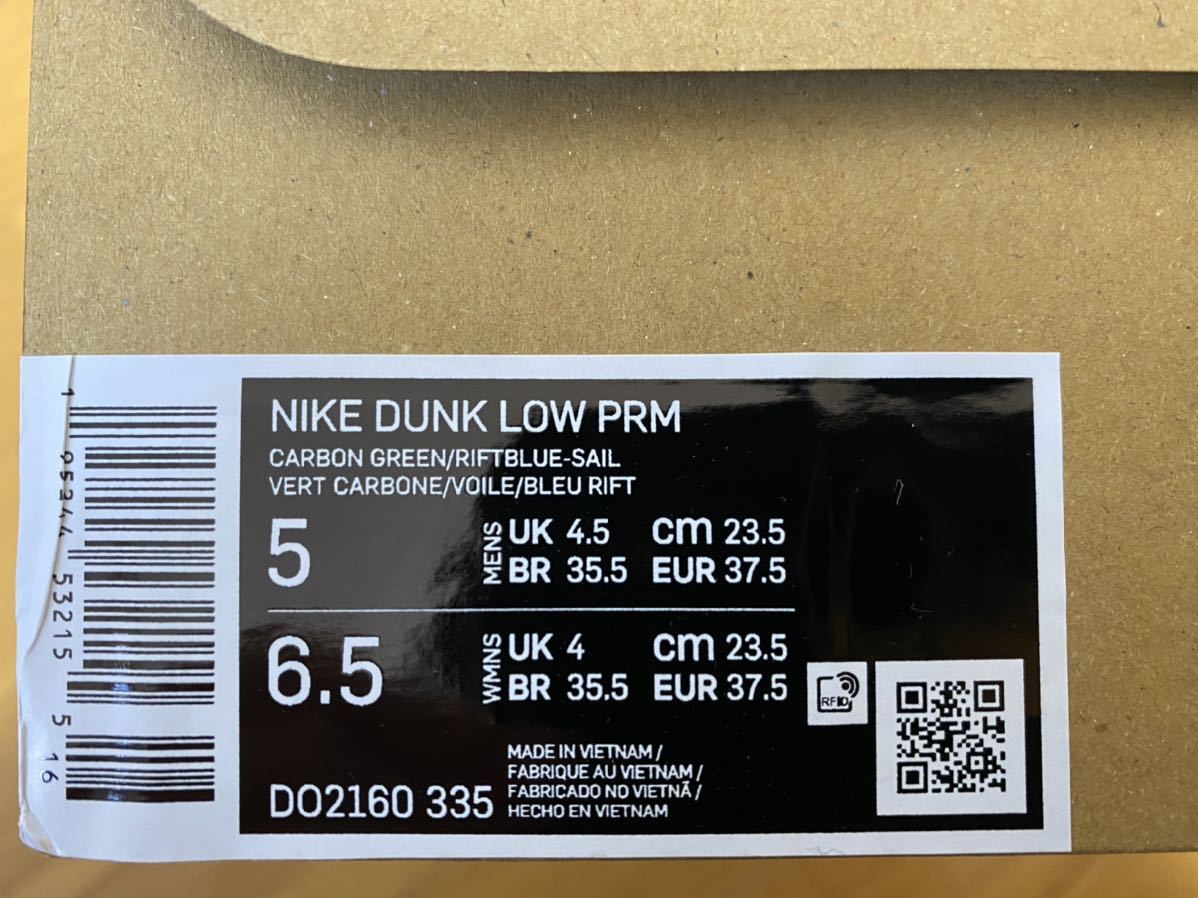 NIKE DUNK LOW PRM
CARBON GREEN/RIFTBLUE-SAIL
VERT CARBONE/VOILE/BLEU RIFT
5 MENS UK 4.5 cm 23.5
BR 35.5 EUR 37.5
6.5 WMNS UK 4 cm 23.5
BR 35.5 EUR 37.5
RFID
MADE IN VIETNAM /
FABRIQUE AU VIETNAM /
FABRICADO NO VIETNÃ /
HECHO EN VIETNAM
DO2160 335
1 95244 53215 5 16